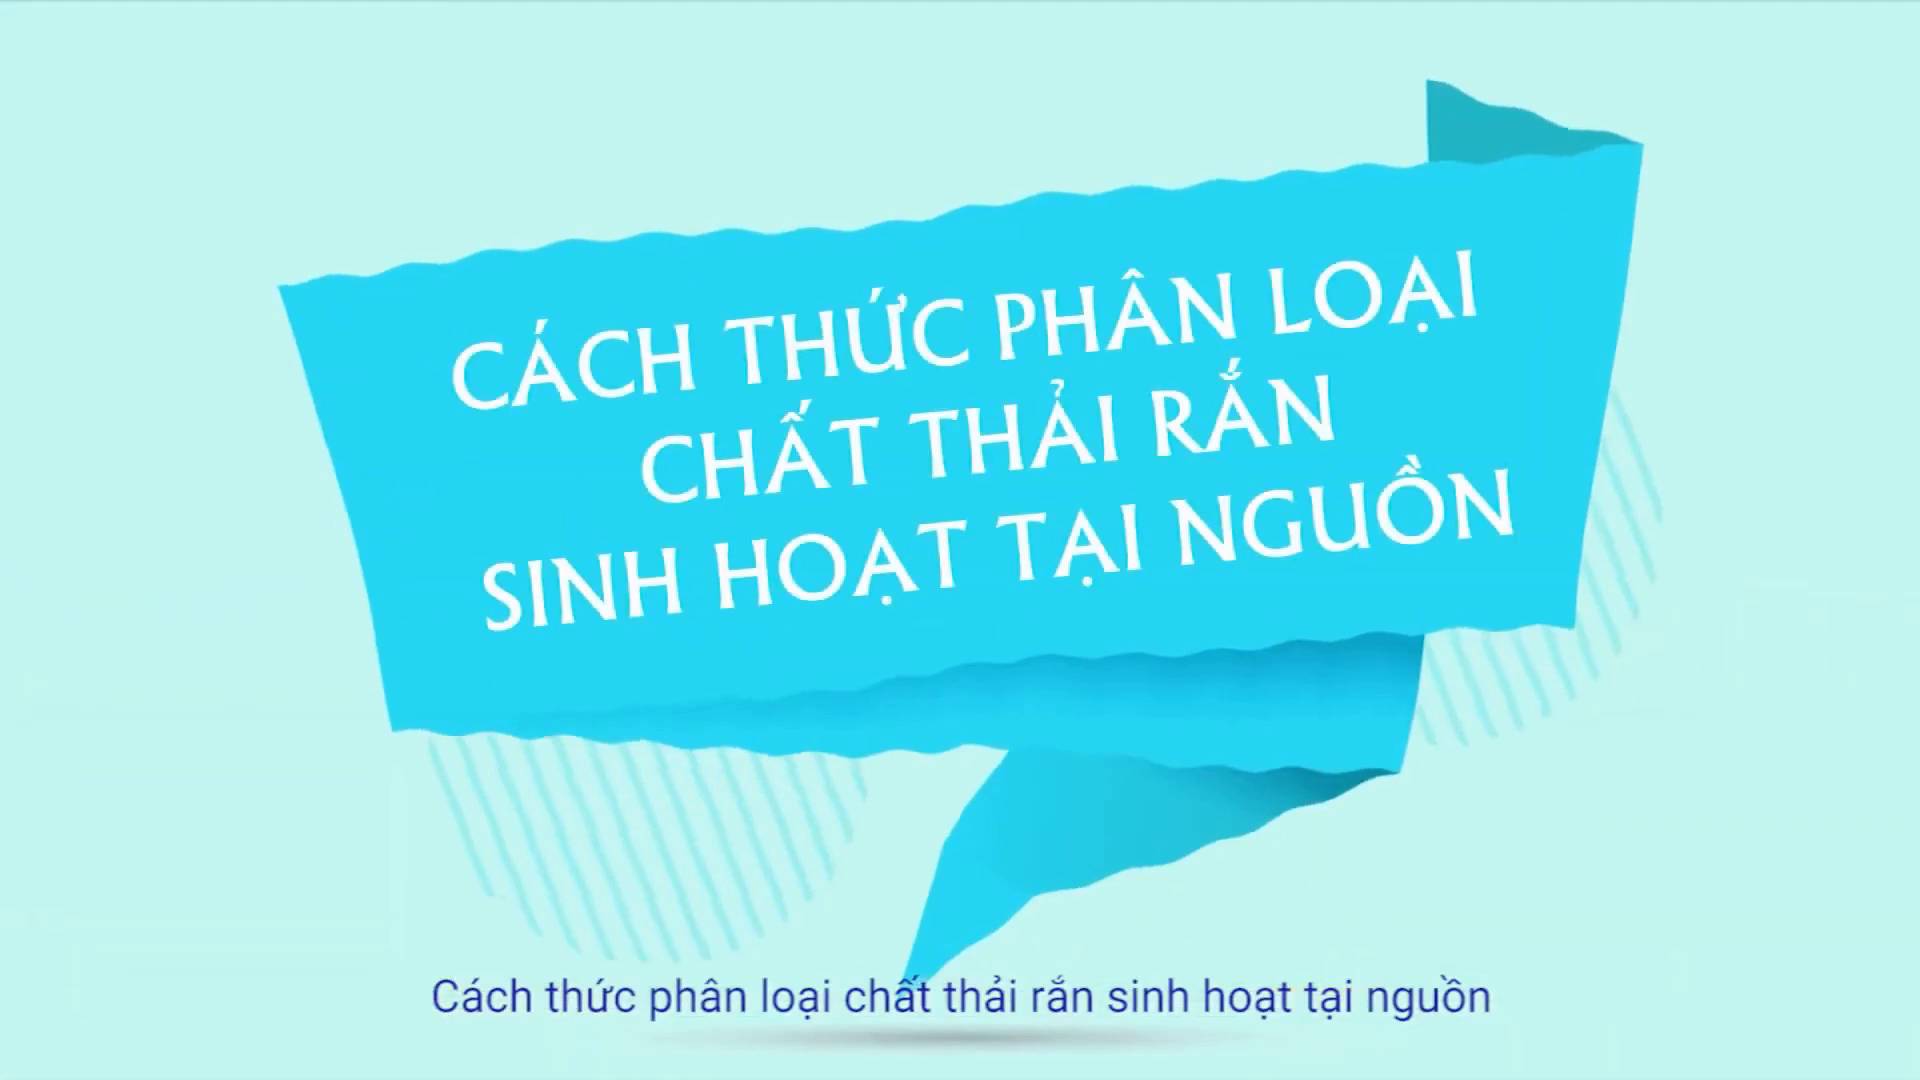 CÁCH THỨC PHÂN LOẠI
CHẤT THẢI RẮN
SINH HOẠT TẠI NGUỒN
Cách thức phân loại chất thải rắn sinh hoạt tại nguồn